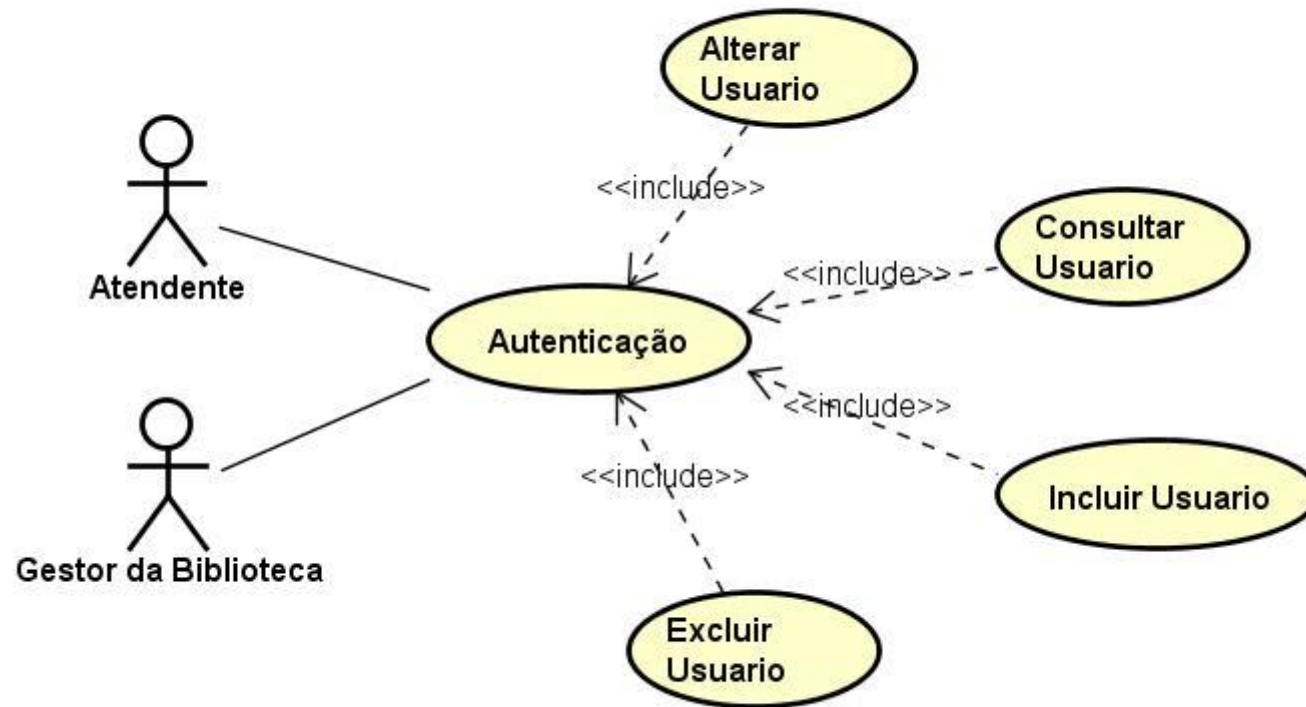 Alterar
Usuario
<<include>>
Atendente
Consultar
Usuario
<<include>>
Autenticação
<<include>>
Gestor da Biblioteca
<<include>>
Incluir Usuario
Excluir
Usuario